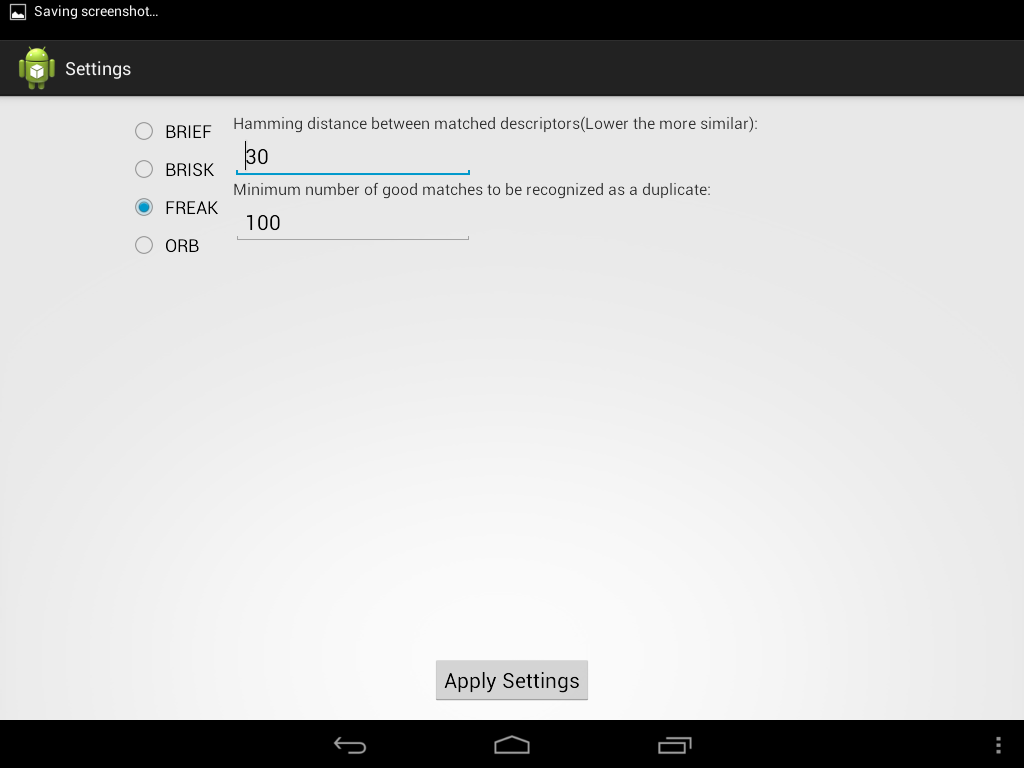 Saving screenshot...
Settings
BRIEF
BRISK
FREAK
ORB
Hamming distance between matched descriptors(Lower the more similar):
30
Minimum number of good matches to be recognized as a duplicate:
100
Apply Settings